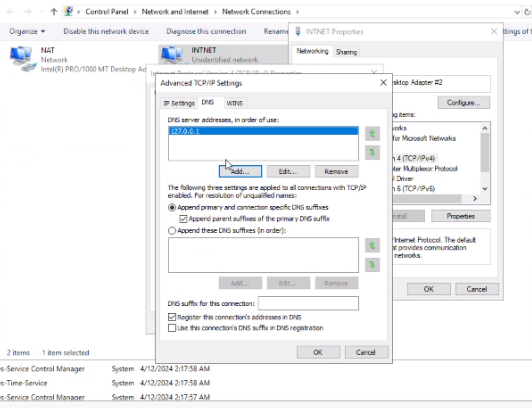 Control Panel > Network and Internet > Network Connections >
Organize Disable this network device Diagnose this connection Rename
NAT
Network
Intel(R) PRO/1000 MT Desktop Ad
INTNET
Unidentified network
INTNET Properties
Networking Sharing
Desktop Adapter #2
Configure...
items:
for Microsoft Networks
4 (TCP/IPv4)
Multiplexor Protocol
Driver
6 (TCP/IPv6)
Properties
Internet Protocol. The default
that provides communication
networks.
OK Cancel
Advanced TCP/IP Settings
IP Settings DNS WINS
DNS server addresses, in order of use:
127.0.0.1
Add... Edit... Remove
The following three settings are applied to all connections with TCP/IP
enabled. For resolution of unqualified names:
Append primary and connection specific DNS suffixes
Append parent suffixes of the primary DNS suffix
Append these DNS suffixes (in order):
Add... Edit... Remove
DNS suffix for this connection:
Register this connection's addresses in DNS
Use this connection's DNS suffix in DNS registration
OK Cancel
2 items 1 item selected
s-Service Control Manager System 4/12/2024 2:17:58 AM
s-Time-Service System 4/12/2024 2:17:58 AM
s-Service Control Manager System 4/12/2024 2:17:57 AM